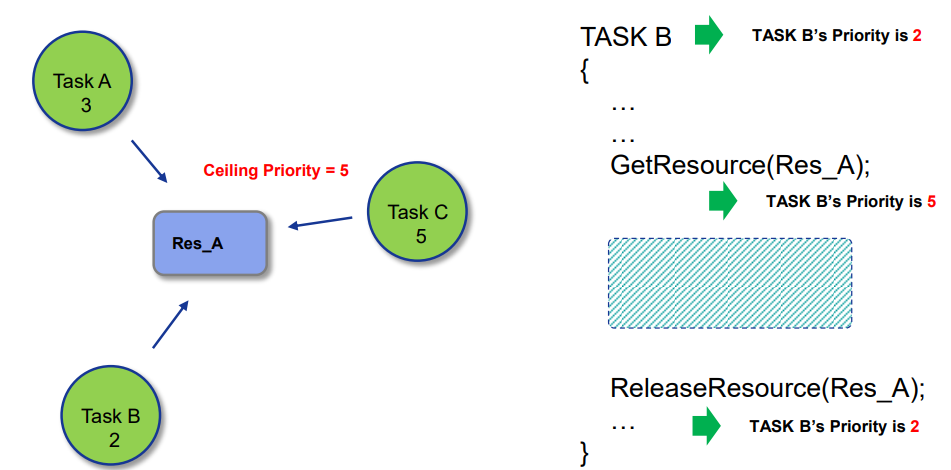 Task A
3
Ceiling Priority = 5
Task C
5
Res_A
Task B
2
TASK B
TASK B’s Priority is 2
{
...
...
GetResource(Res_A);
TASK B’s Priority is 5
ReleaseResource(Res_A);
...
TASK B’s Priority is 2
}